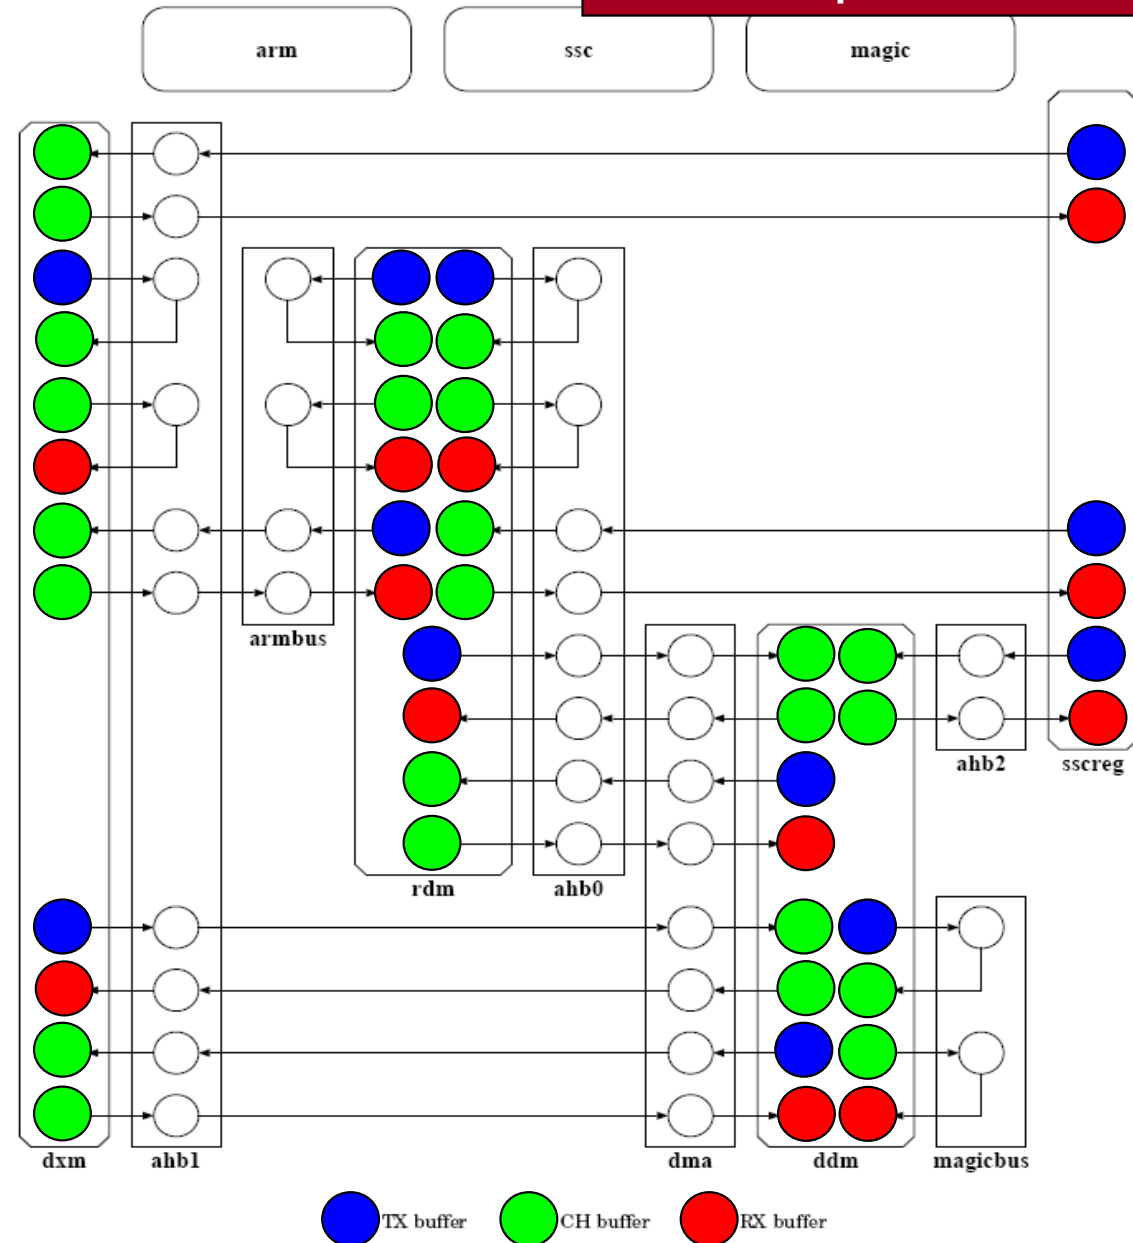 arm
ssc
magic
armbus
ahb2
sscreg
rdm
ahb0
dxm
ahb1
dma
ddm
magicbus
TX buffer
CH buffer
RX buffer